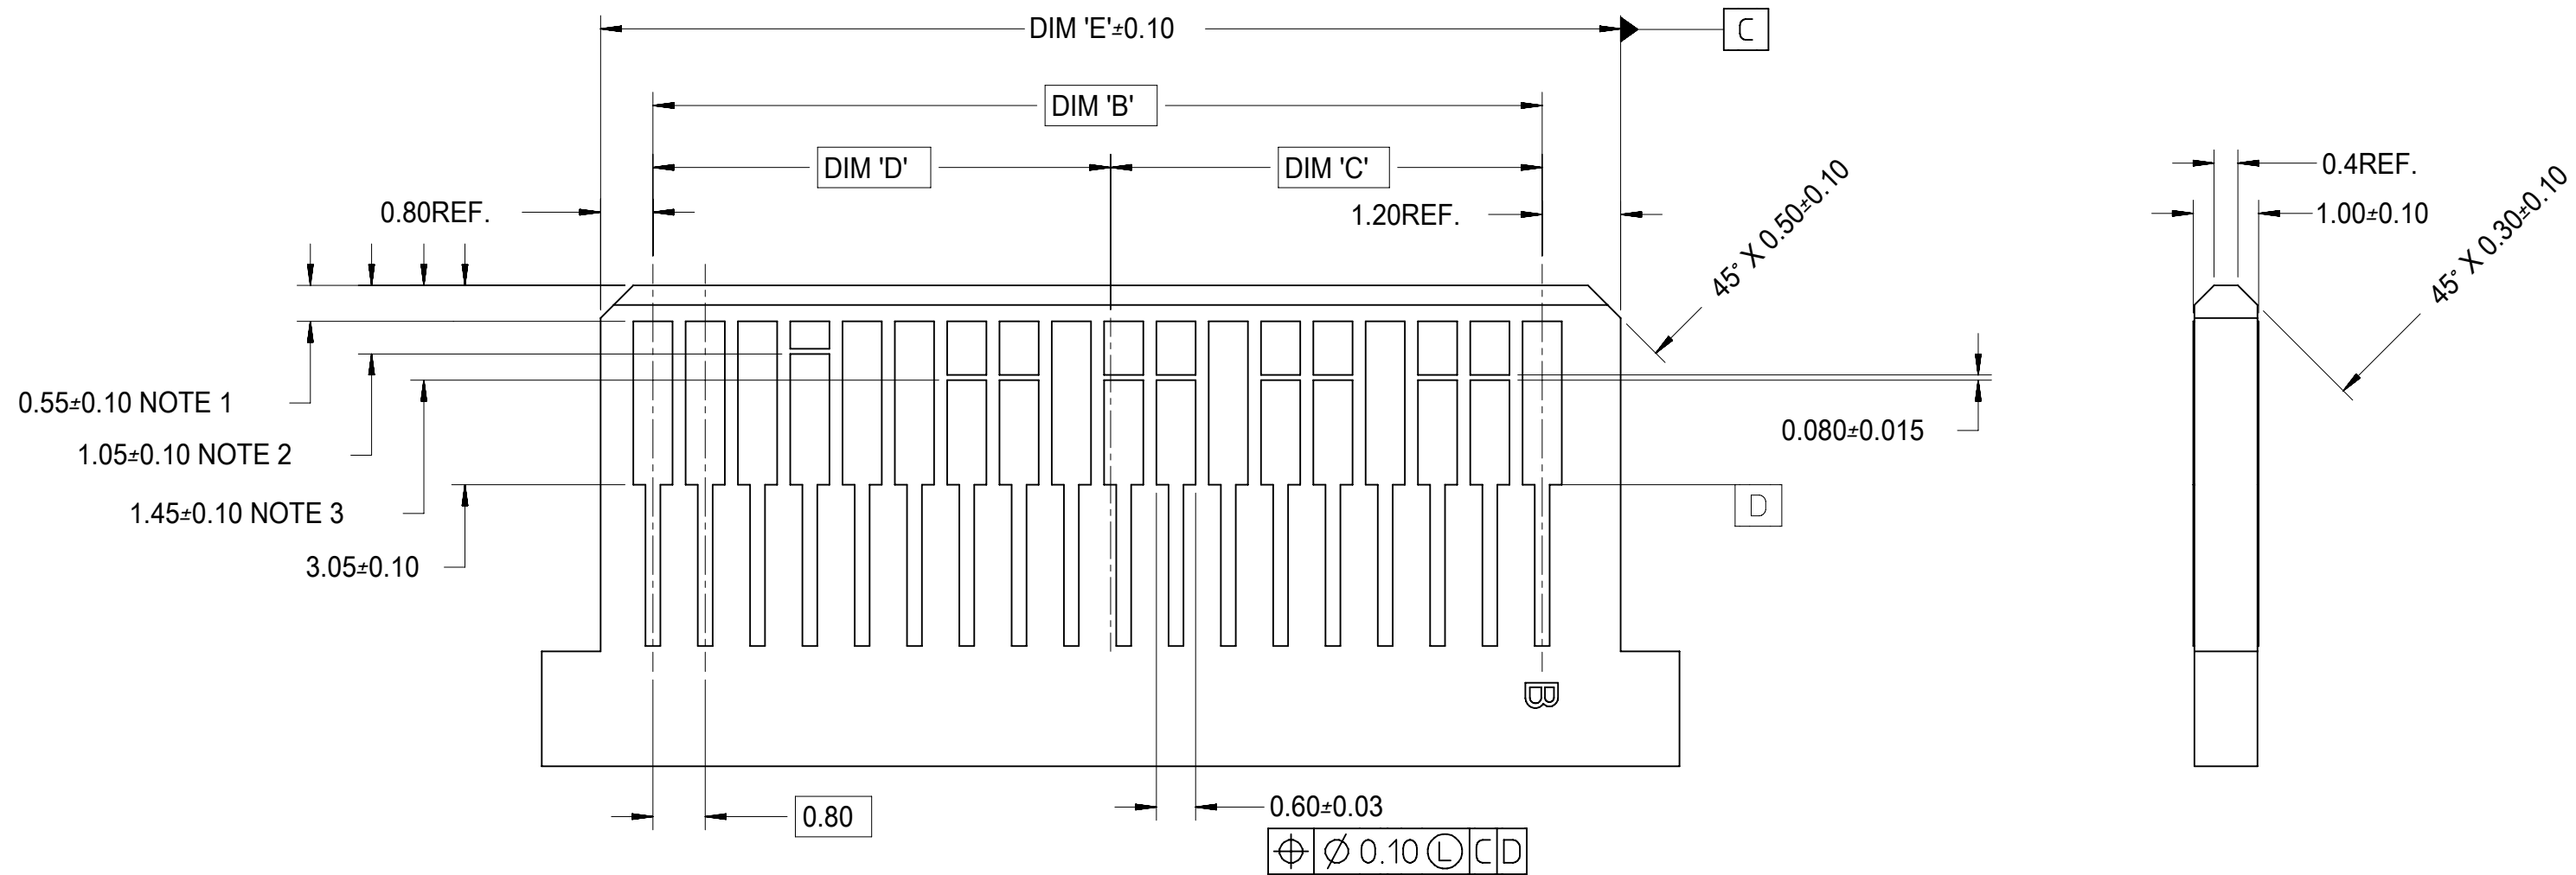 DIM 'E'±0.10
C
DIM 'B'
DIM 'D'
DIM 'C'
0.80REF.
1.20REF.
45° X 0.50±0.10
0.4REF.
1.00±0.10
45° X 0.30±0.10
0.55±0.10 NOTE 1
1.05±0.10 NOTE 2
1.45±0.10 NOTE 3
3.05±0.10
0.080±0.015
D
B
0.80
0.60±0.03
⌖ Ø 0.10 Ⓛ C D